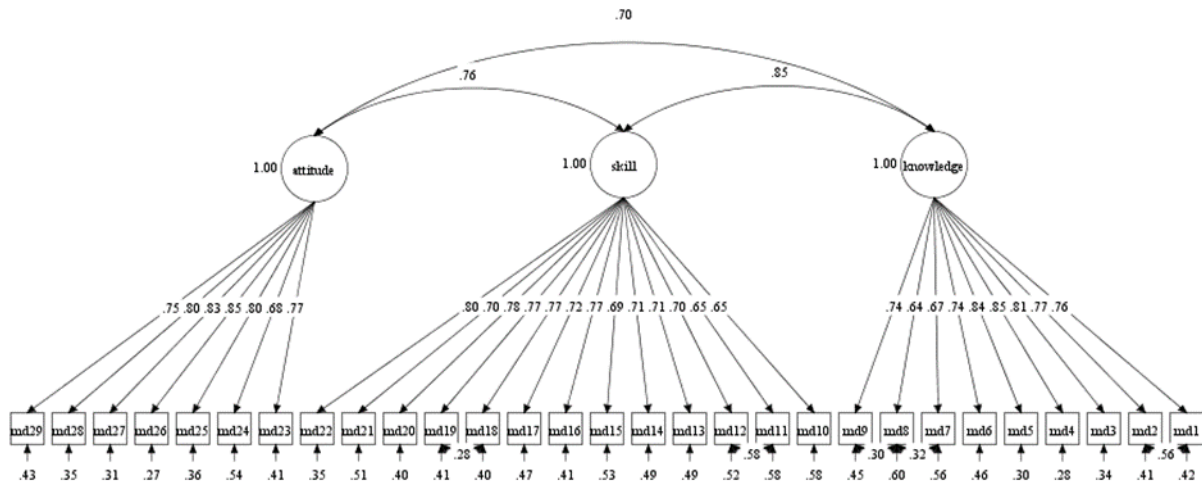 .70
.76
.85
1.00 attitude 1.00 skill 1.00 knowledge
.75 .80 .83 .85 .80 .68 .77 .80 .70 .78 .77 .77 .72 .77 .69 .71 .71 .70 .65 .65 .74 .64 .67 .74 .84 .85 .81 .77 .76
md29 md28 md27 md26 md25 md24 md23 md22 md21 md20 md19 md18 md17 md16 md15 md14 md13 md12 md11 md10 md9 md8 md7 md6 md5 md4 md3 md2 md1
.28 .58 .30 .32 .56
.43 .35 .31 .27 .36 .54 .41 .35 .51 .40 .41 .40 .47 .41 .53 .49 .49 .52 .58 .58 .45 .60 .56 .46 .30 .28 .34 .41 .42